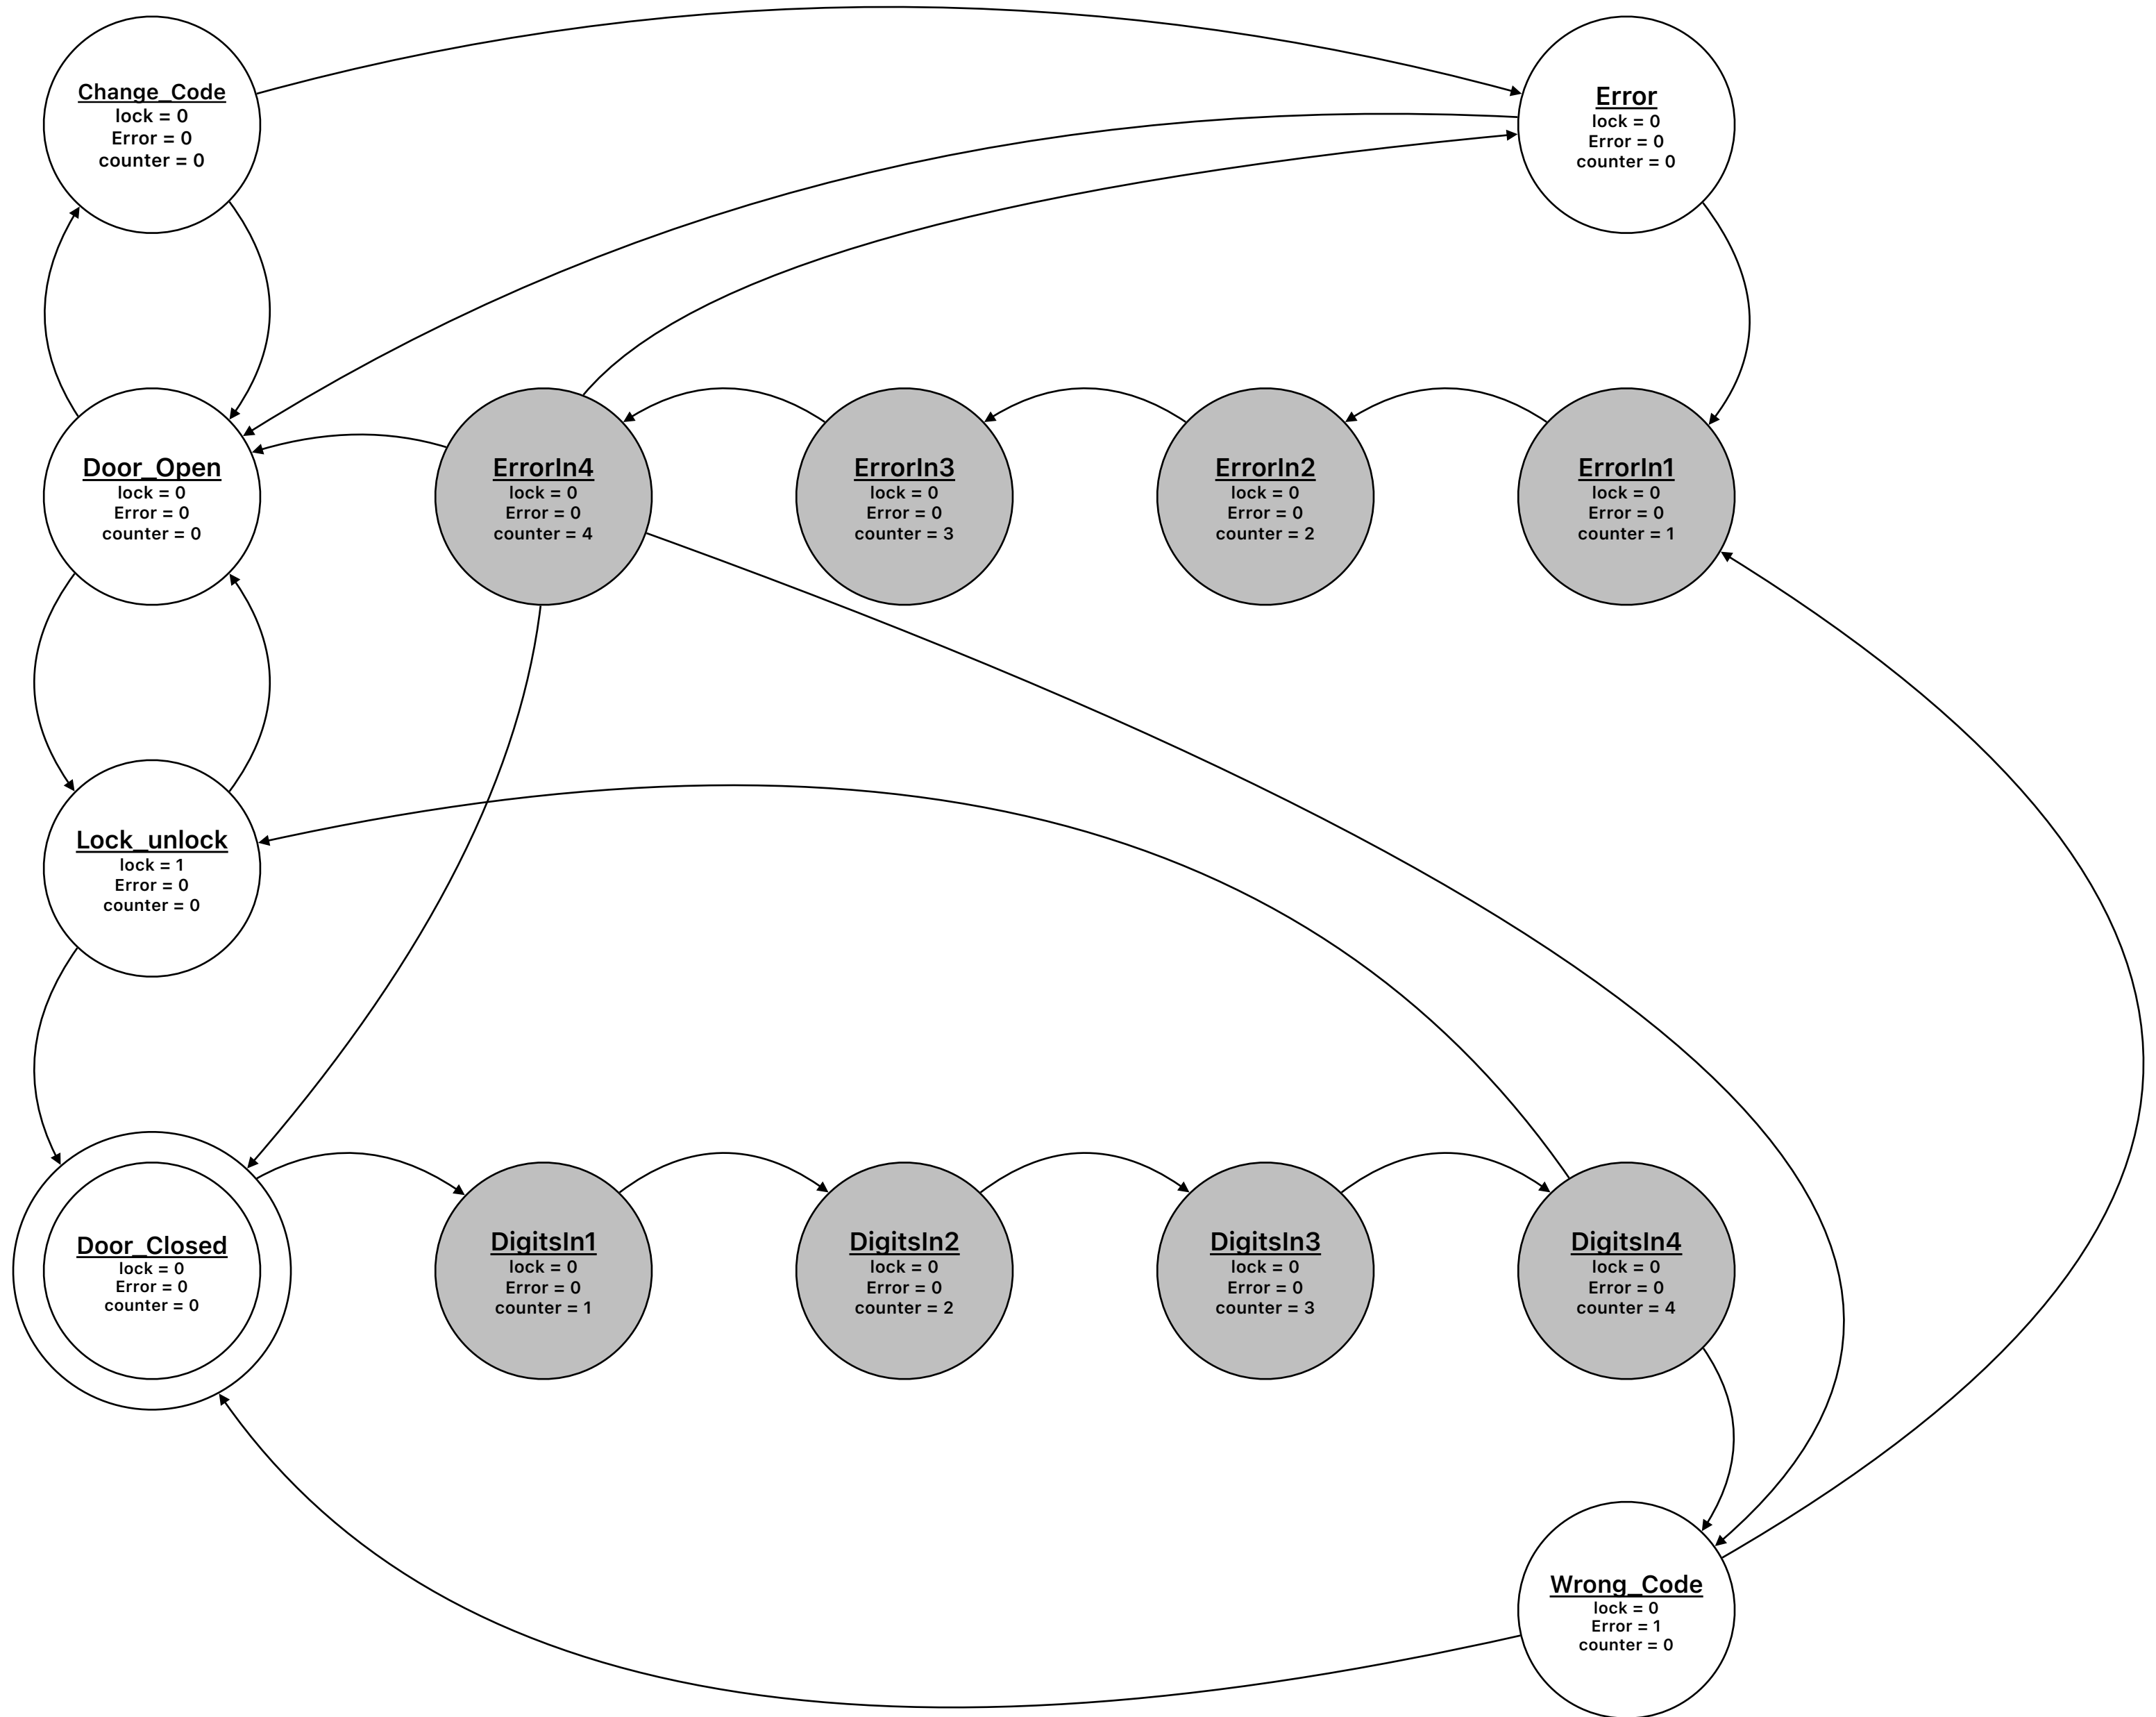 Change_Code
lock = 0
Error = 0
counter = 0
Error
lock = 0
Error = 0
counter = 0
Door_Open
lock = 0
Error = 0
counter = 0
ErrorIn4
lock = 0
Error = 0
counter = 4
ErrorIn3
lock = 0
Error = 0
counter = 3
ErrorIn2
lock = 0
Error = 0
counter = 2
ErrorIn1
lock = 0
Error = 0
counter = 1
Lock_unlock
lock = 1
Error = 0
counter = 0
Door_Closed
lock = 0
Error = 0
counter = 0
DigitsIn1
lock = 0
Error = 0
counter = 1
DigitsIn2
lock = 0
Error = 0
counter = 2
DigitsIn3
lock = 0
Error = 0
counter = 3
DigitsIn4
lock = 0
Error = 0
counter = 4
Wrong_Code
lock = 0
Error = 1
counter = 0